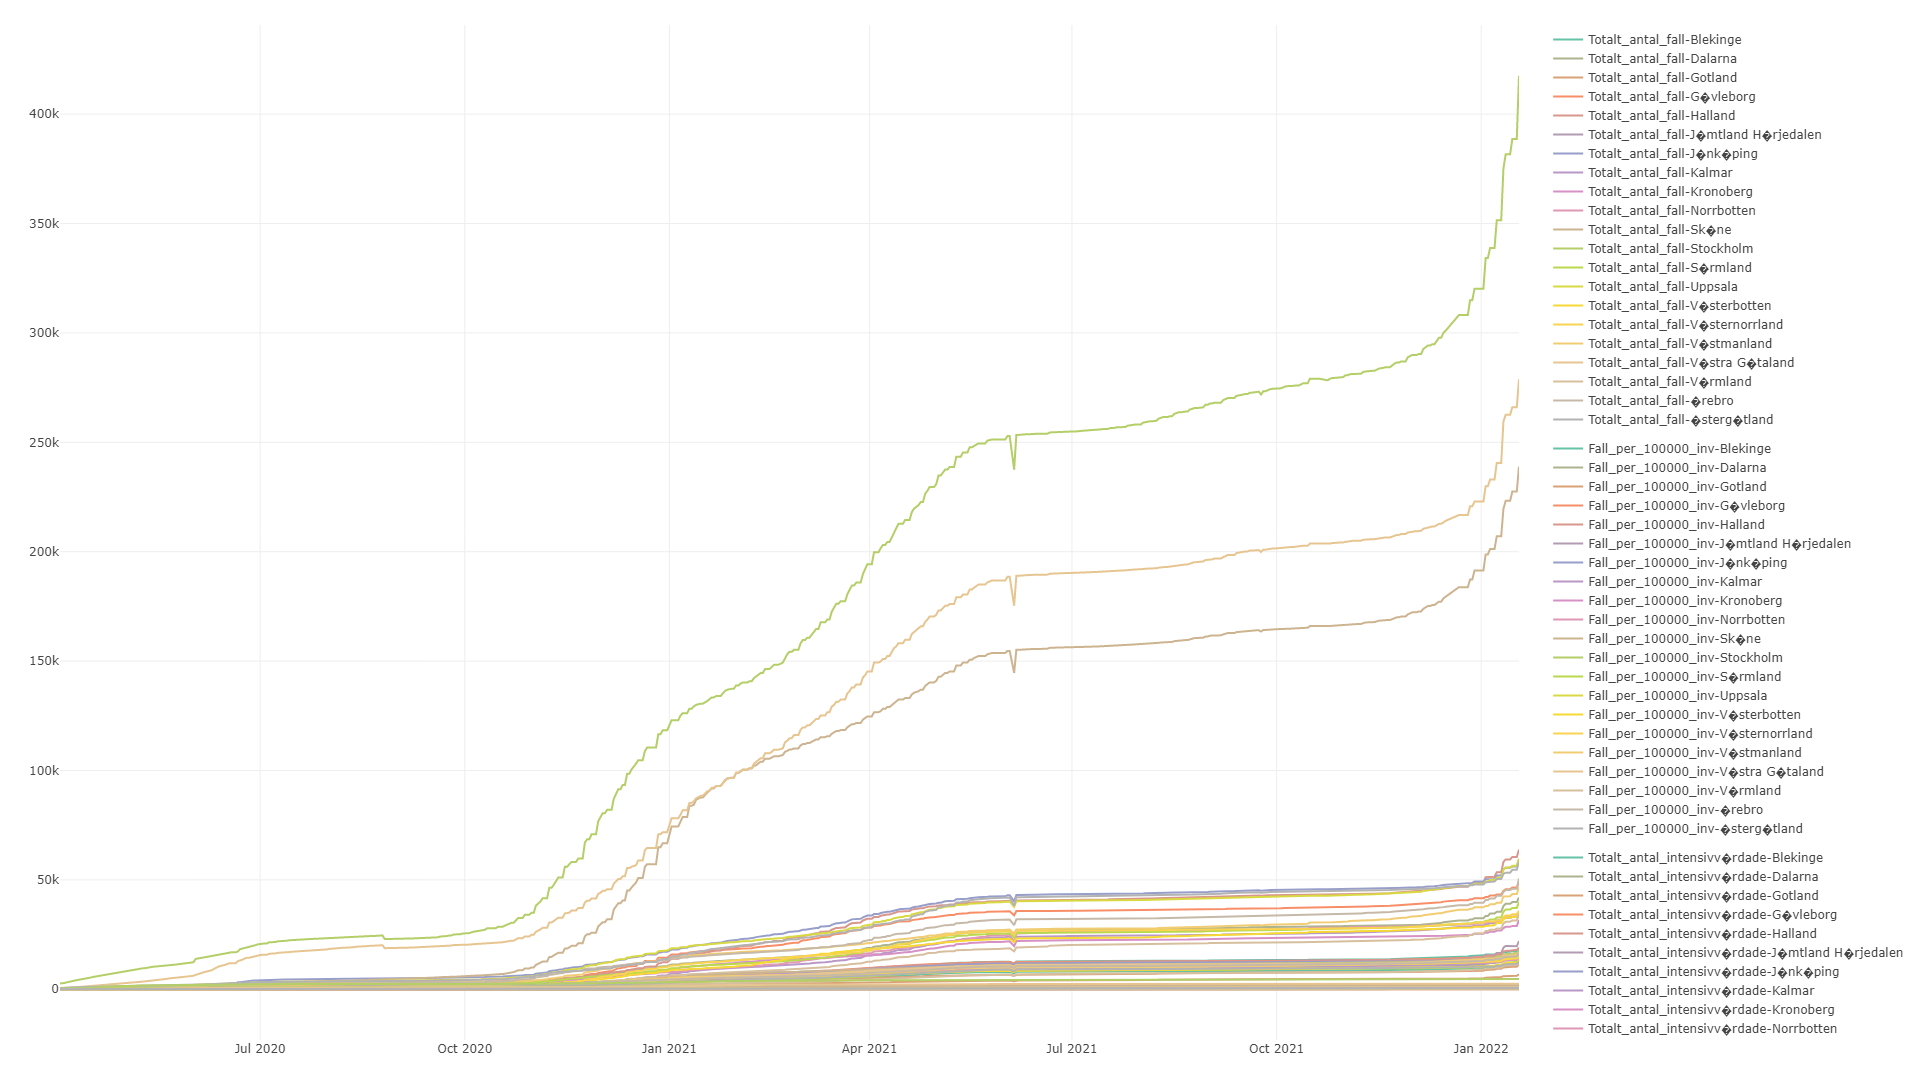 400k
350k
300k
250k
200k
150k
100k
50k
0
Jul 2020
Oct 2020
Jan 2021
Apr 2021
Jul 2021
Oct 2021
Jan 2022
Totalt_antal_fall-Blekinge
Totalt_antal_fall-Dalarna
Totalt_antal_fall-Gotland
Totalt_antal_fall-G�vleborg
Totalt_antal_fall-Halland
Totalt_antal_fall-J�mtland H�rjedalen
Totalt_antal_fall-J�nk�ping
Totalt_antal_fall-Kalmar
Totalt_antal_fall-Kronoberg
Totalt_antal_fall-Norrbotten
Totalt_antal_fall-Sk�ne
Totalt_antal_fall-Stockholm
Totalt_antal_fall-S�rmland
Totalt_antal_fall-Uppsala
Totalt_antal_fall-V�sterbotten
Totalt_antal_fall-V�sternorrland
Totalt_antal_fall-V�stmanland
Totalt_antal_fall-V�stra G�taland
Totalt_antal_fall-V�rmland
Totalt_antal_fall-�rebro
Totalt_antal_fall-�sterg�tland
Fall_per_100000_inv-Blekinge
Fall_per_100000_inv-Dalarna
Fall_per_100000_inv-Gotland
Fall_per_100000_inv-G�vleborg
Fall_per_100000_inv-Halland
Fall_per_100000_inv-J�mtland H�rjedalen
Fall_per_100000_inv-J�nk�ping
Fall_per_100000_inv-Kalmar
Fall_per_100000_inv-Kronoberg
Fall_per_100000_inv-Norrbotten
Fall_per_100000_inv-Sk�ne
Fall_per_100000_inv-Stockholm
Fall_per_100000_inv-S�rmland
Fall_per_100000_inv-Uppsala
Fall_per_100000_inv-V�sterbotten
Fall_per_100000_inv-V�sternorrland
Fall_per_100000_inv-V�stmanland
Fall_per_100000_inv-V�stra G�taland
Fall_per_100000_inv-V�rmland
Fall_per_100000_inv-�rebro
Fall_per_100000_inv-�sterg�tland
Totalt_antal_intensivv�rdade-Blekinge
Totalt_antal_intensivv�rdade-Dalarna
Totalt_antal_intensivv�rdade-Gotland
Totalt_antal_intensivv�rdade-G�vleborg
Totalt_antal_intensivv�rdade-Halland
Totalt_antal_intensivv�rdade-J�mtland H�rjedalen
Totalt_antal_intensivv�rdade-J�nk�ping
Totalt_antal_intensivv�rdade-Kalmar
Totalt_antal_intensivv�rdade-Kronoberg
Totalt_antal_intensivv�rdade-Norrbotten